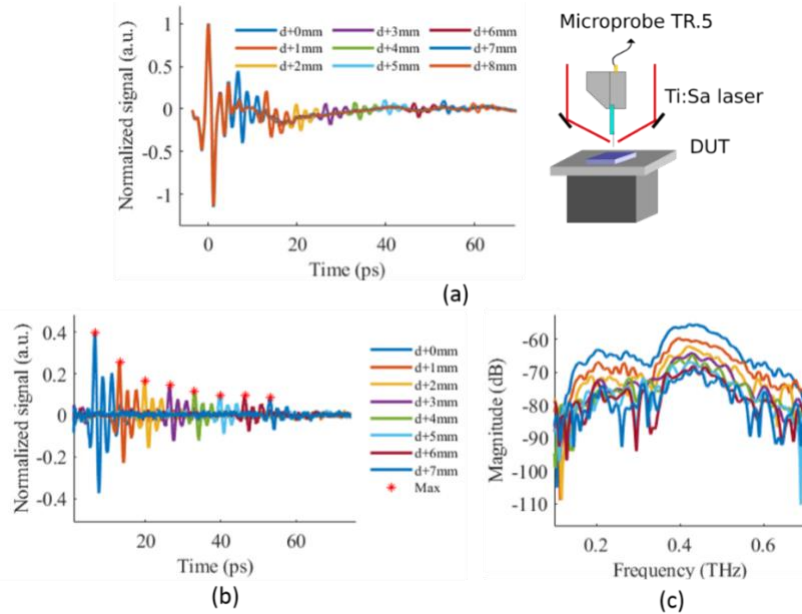 Microprobe TR.5
Ti:Sa laser
DUT
Normalized signal (a.u.)
1
0.5
0
-0.5
-1
d+0mm d+3mm d+6mm
d+1mm d+4mm d+7mm
d+2mm d+5mm d+8mm
0 20 40 60
Time (ps)
(a)
Normalized signal (a.u.)
0.4
0.2
0
-0.2
-0.4
20 40 60
Time (ps)
d+0mm
d+1mm
d+2mm
d+3mm
d+4mm
d+5mm
d+6mm
d+7mm
Max
(b)
Magnitude (dB)
-60
-70
-80
-90
-100
-110
0.2 0.4 0.6
Frequency (THz)
(c)